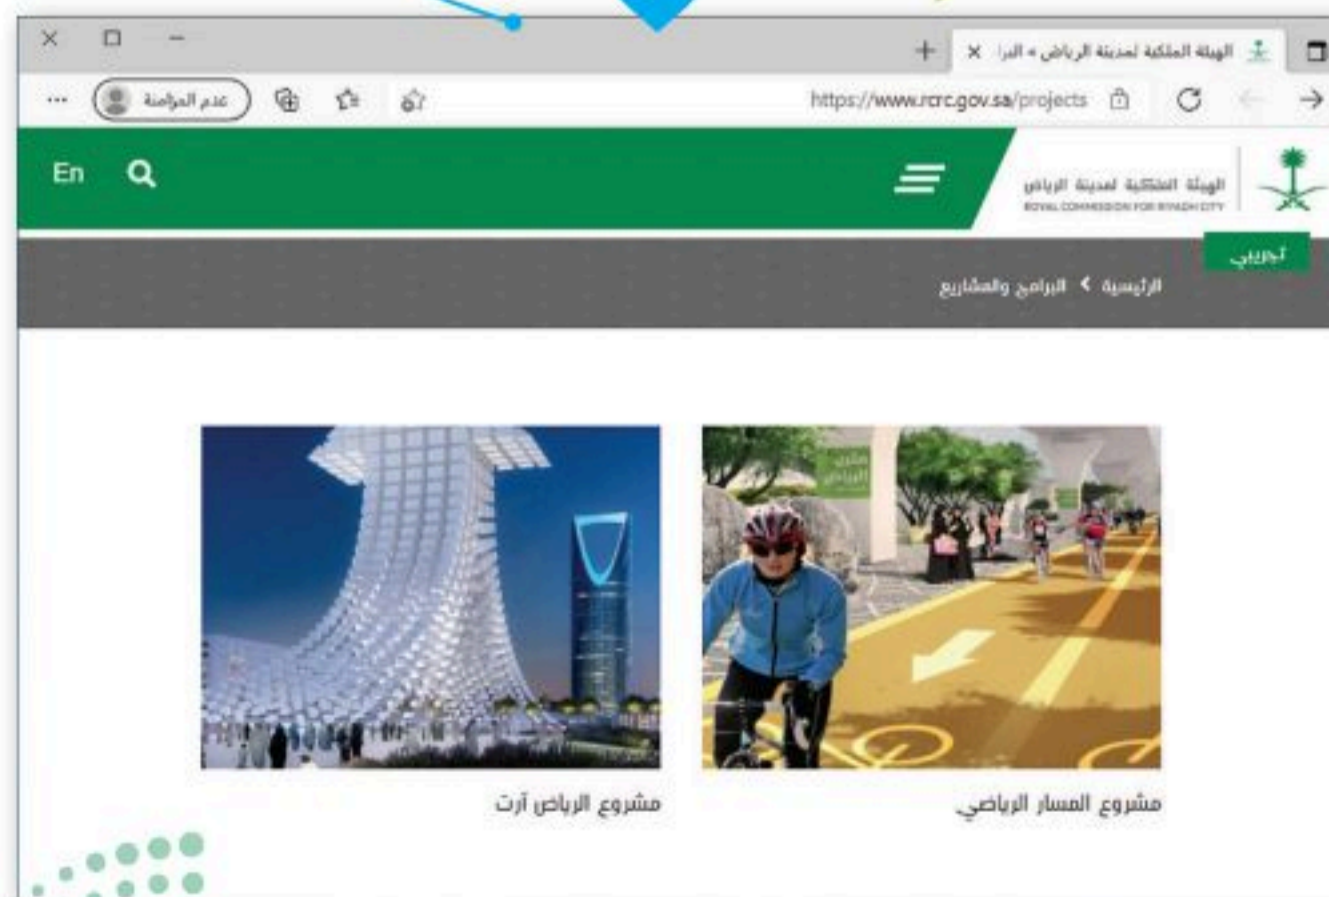 الهيئة الملكية لمدينة الرياض » البرا
https://www.rcrc.gov.sa/projects
عدم المزامنة
الهيئة الملكية لمدينة الرياض
ROYAL COMMISSION FOR RIYADH CITY
En
تجريبي
الرئيسية > البرامج والمشاريع
مشروع المسار الرياضي
مشروع الرياض آرت